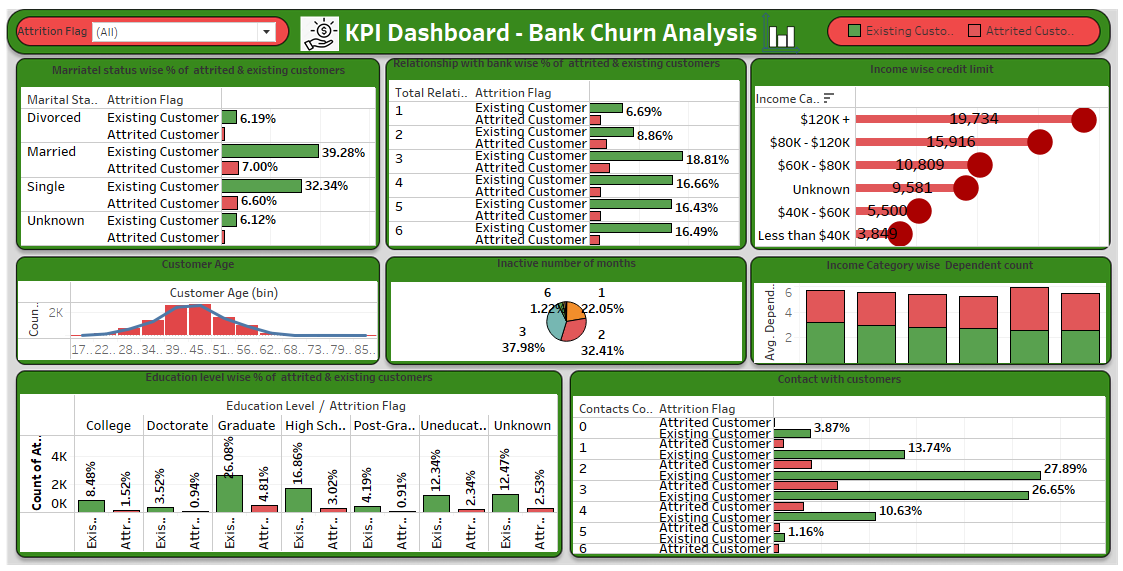 Attrition Flag (All)
KPI Dashboard - Bank Churn Analysis
Existing Custo.. Attrited Custo..
Marriatel status wise % of attrited & existing customers
Marital Sta.. Attrition Flag
Divorced Existing Customer 6.19%
Attrited Customer
Married Existing Customer 39.28%
Attrited Customer 7.00%
Single Existing Customer 32.34%
Attrited Customer 6.60%
Unknown Existing Customer 6.12%
Attrited Customer
Relationship with bank wise % of attrited & existing customers
Total Relati.. Attrition Flag
1 Existing Customer 6.69%
Attrited Customer
2 Existing Customer 8.86%
Attrited Customer
3 Existing Customer 18.81%
Attrited Customer
4 Existing Customer 16.66%
Attrited Customer
5 Existing Customer 16.43%
Attrited Customer
6 Existing Customer 16.49%
Attrited Customer
Income wise credit limit
Income Ca..
$120K + 19,734
$80K - $120K 15,916
$60K - $80K 10,809
Unknown 9,581
$40K - $60K 5,500
Less than $40K 3,849
Customer Age
Customer Age (bin)
Coun..
2K
17.. 22.. 28.. 34.. 39.. 45.. 51.. 56.. 62.. 68.. 73.. 79.. 85..
Inactive number of months
6 1
1.22% 22.05%
3 2
37.98% 32.41%
Income Category wise Dependent count
Avg. Depend..
6
4
2
Education level wise % of attrited & existing customers
Education Level / Attrition Flag
College Doctorate Graduate High Sch.. Post-Gra.. Uneducat.. Unknown
Count of At..
4K
2K
0K
8.48% 1.52% 3.52% 0.94% 26.08% 4.81% 16.86% 3.02% 4.19% 0.91% 12.34% 2.34% 12.47% 2.53%
Exis.. Attr.. Exis.. Attr.. Exis.. Attr.. Exis.. Attr.. Exis.. Attr.. Exis.. Attr.. Exis.. Attr..
Contact with customers
Contacts Co.. Attrition Flag
0 Attrited Customer
Existing Customer 3.87%
1 Attrited Customer
Existing Customer 13.74%
2 Attrited Customer
Existing Customer 27.89%
3 Attrited Customer
Existing Customer 26.65%
4 Attrited Customer
Existing Customer 10.63%
5 Attrited Customer
Existing Customer 1.16%
6 Attrited Customer